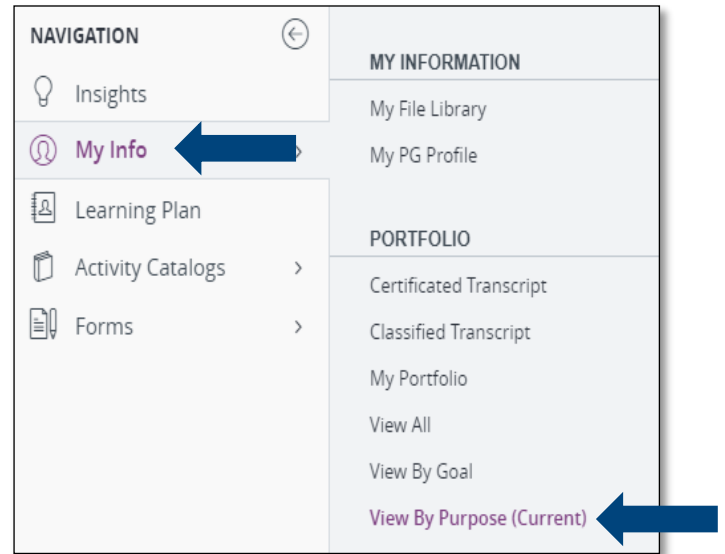 NAVIGATION
Insights
My Info
Learning Plan
Activity Catalogs
Forms
MY INFORMATION
My File Library
My PG Profile
PORTFOLIO
Certificated Transcript
Classified Transcript
My Portfolio
View All
View By Goal
View By Purpose (Current)